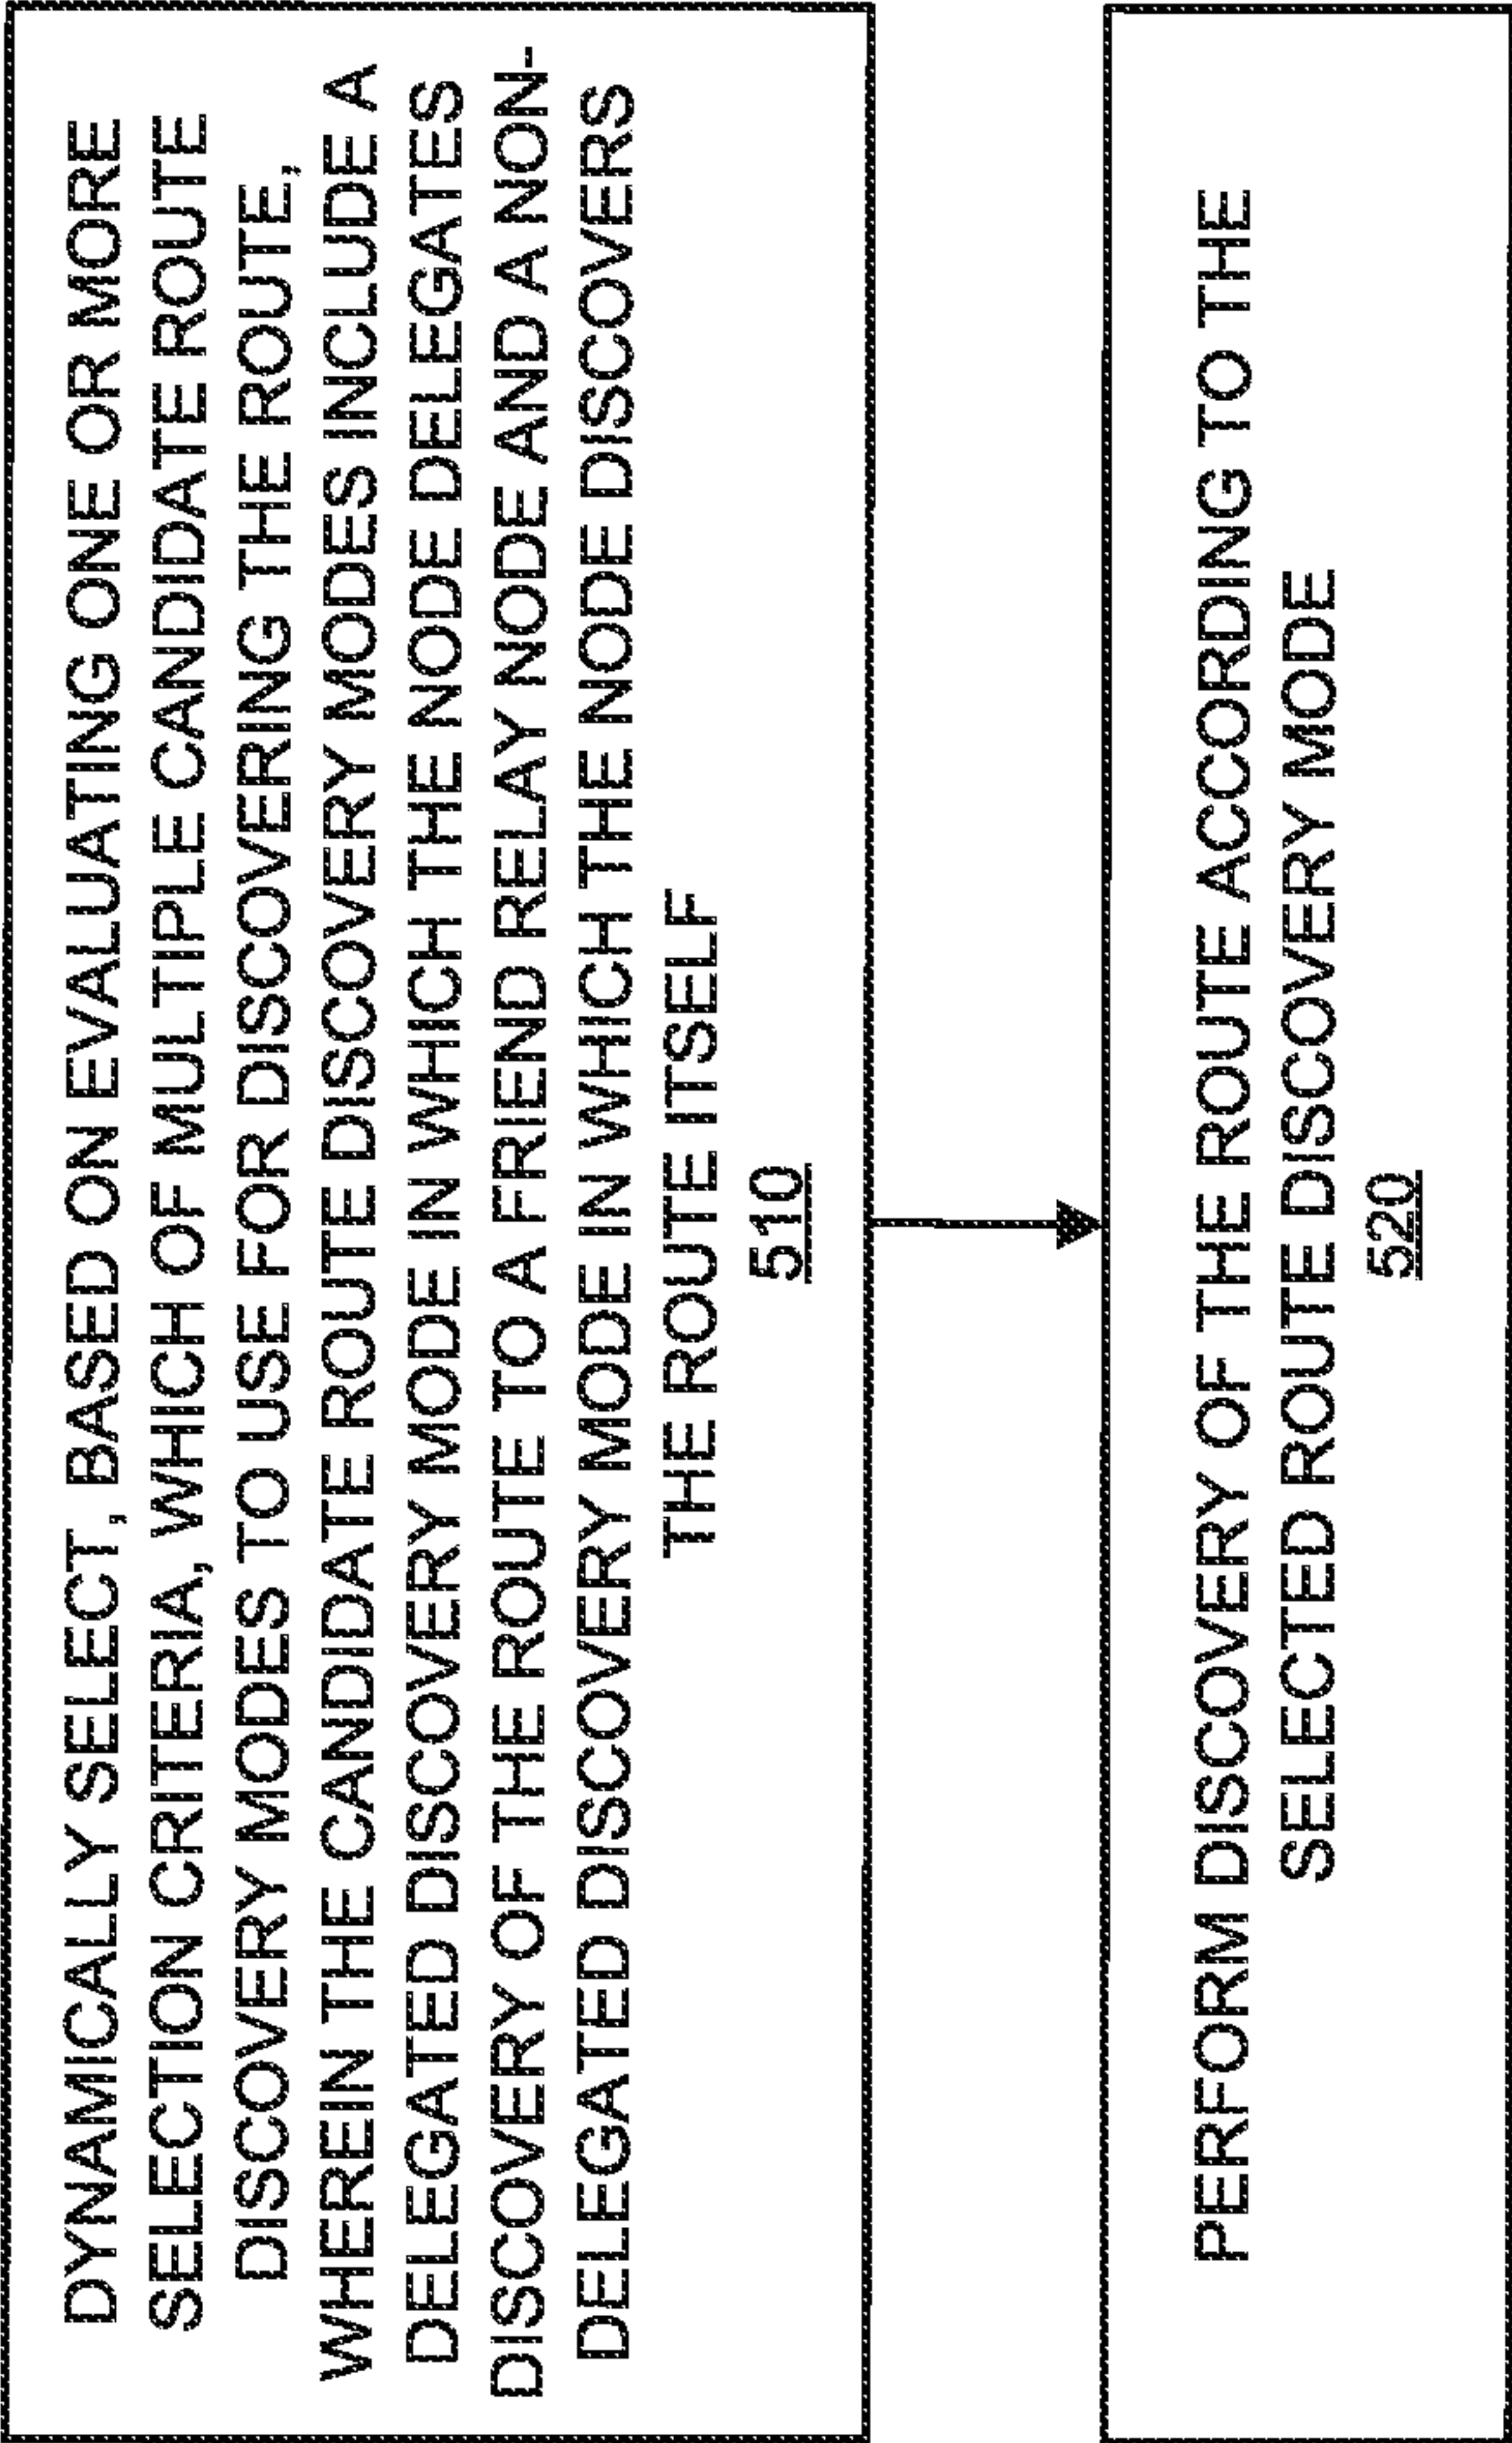 DYNAMICALLY SELECT, BASED ON EVALUATING ONE OR MORE
SELECTION CRITERIA, WHICH OF MULTIPLE CANDIDATE ROUTE
DISCOVERY MODES TO USE FOR DISCOVERING THE ROUTE,
WHEREIN THE CANDIDATE ROUTE DISCOVERY MODES INCLUDE A
DELEGATED DISCOVERY MODE IN WHICH THE NODE DELEGATES
DISCOVERY OF THE ROUTE TO A FRIEND RELAY NODE AND A NON-
DELEGATED DISCOVERY MODE IN WHICH THE NODE DISCOVERS
THE ROUTE ITSELF
510
PERFORM DISCOVERY OF THE ROUTE ACCORDING TO THE
SELECTED ROUTE DISCOVERY MODE
520